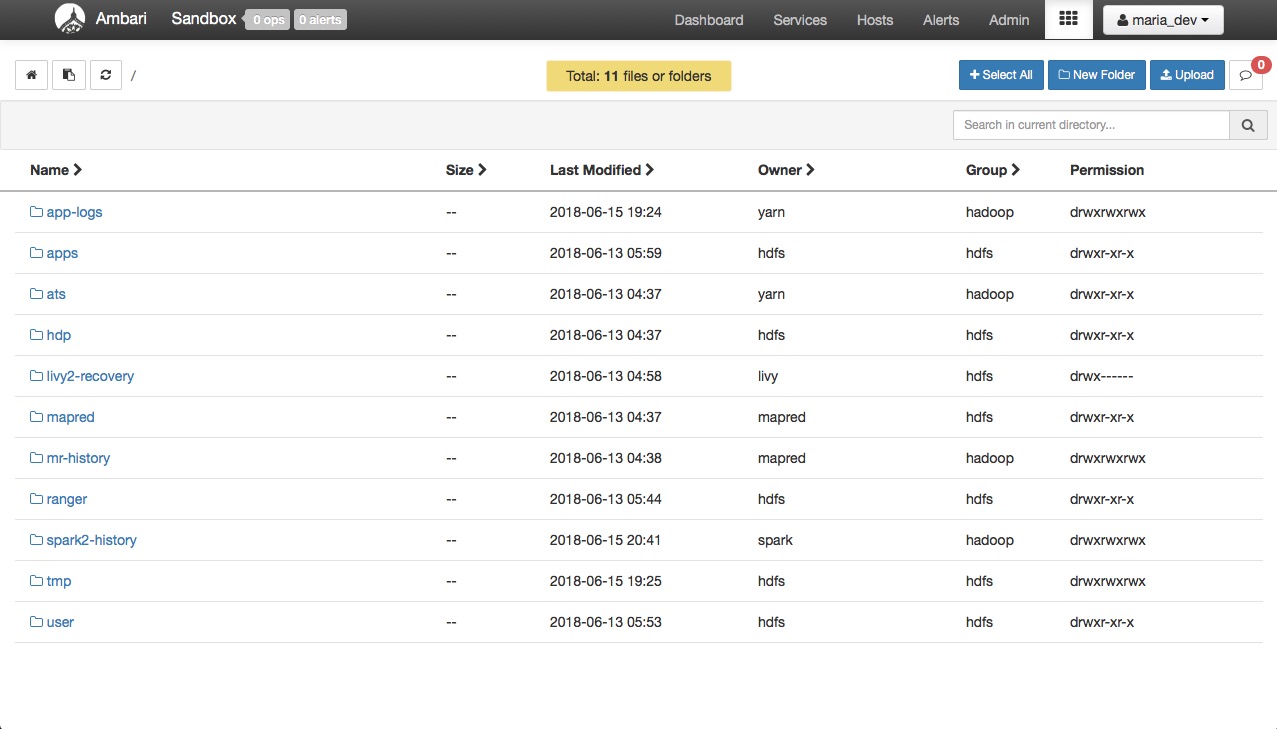 Ambari Sandbox 0 ops 0 alerts Dashboard Services Hosts Alerts Admin maria_dev
/ Total: 11 files or folders Select All New Folder Upload 0
Search in current directory...
Name Size Last Modified Owner Group Permission
app-logs -- 2018-06-15 19:24 yarn hadoop drwxrwxrwx
apps -- 2018-06-13 05:59 hdfs hdfs drwxr-xr-x
ats -- 2018-06-13 04:37 yarn hadoop drwxr-xr-x
hdp -- 2018-06-13 04:37 hdfs hdfs drwxr-xr-x
livy2-recovery -- 2018-06-13 04:58 livy hdfs drwx------
mapred -- 2018-06-13 04:37 mapred hdfs drwxr-xr-x
mr-history -- 2018-06-13 04:38 mapred hadoop drwxrwxrwx
ranger -- 2018-06-13 05:44 hdfs hdfs drwxr-xr-x
spark2-history -- 2018-06-15 20:41 spark hadoop drwxrwxrwx
tmp -- 2018-06-15 19:25 hdfs hdfs drwxrwxrwx
user -- 2018-06-13 05:53 hdfs hdfs drwxr-xr-x